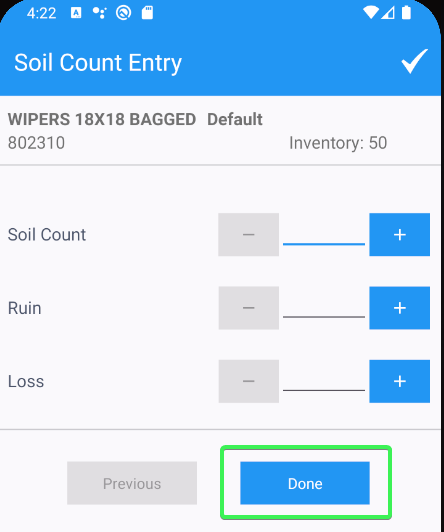 4:22
Soil Count Entry
WIPERS 18X18 BAGGED Default
802310 Inventory: 50
Soil Count − +
Ruin − +
Loss − +
Previous Done